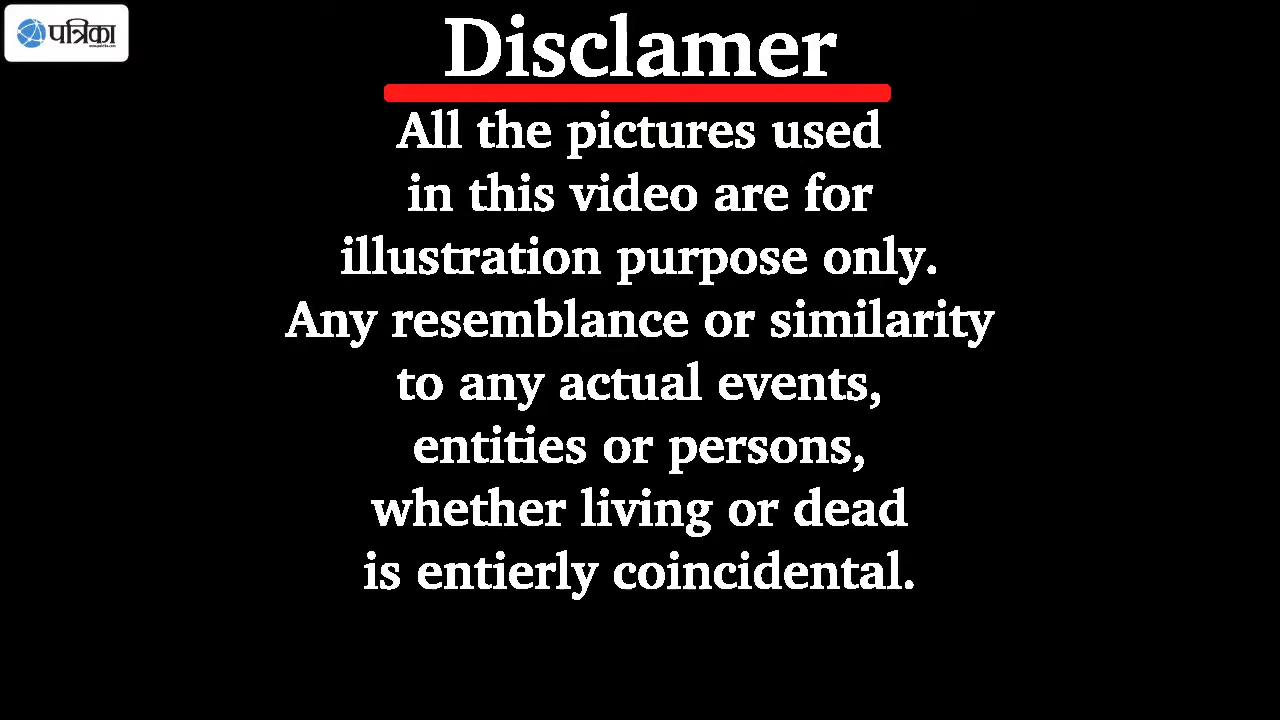 पत्रिका
Disclamer
All the pictures used
in this video are for
illustration purpose only.
Any resemblance or similarity
to any actual events,
entities or persons,
whether living or dead
is entierly coincidental.